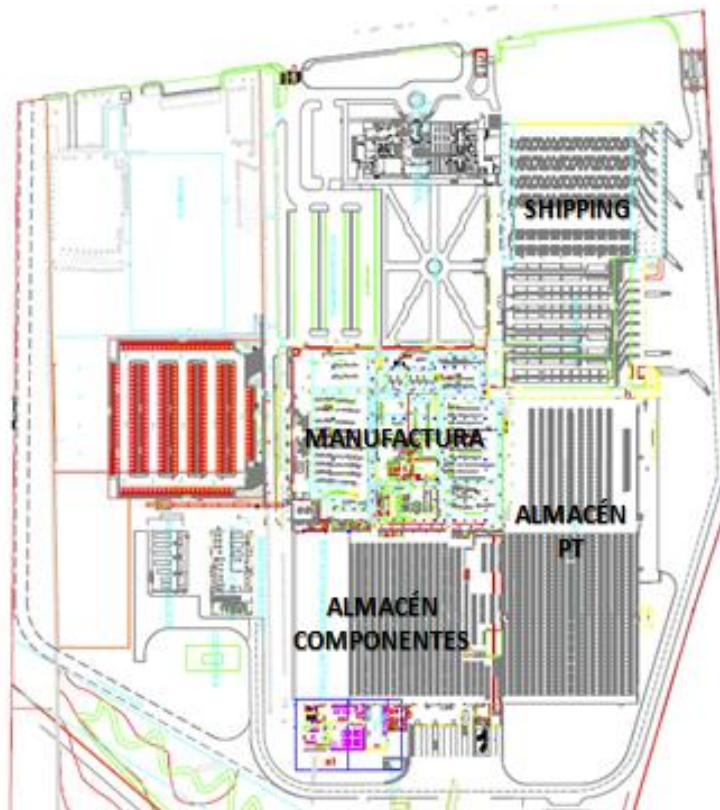 SHIPPING
MANUFACTURA
ALMACÉN
PT
ALMACÉN
COMPONENTES